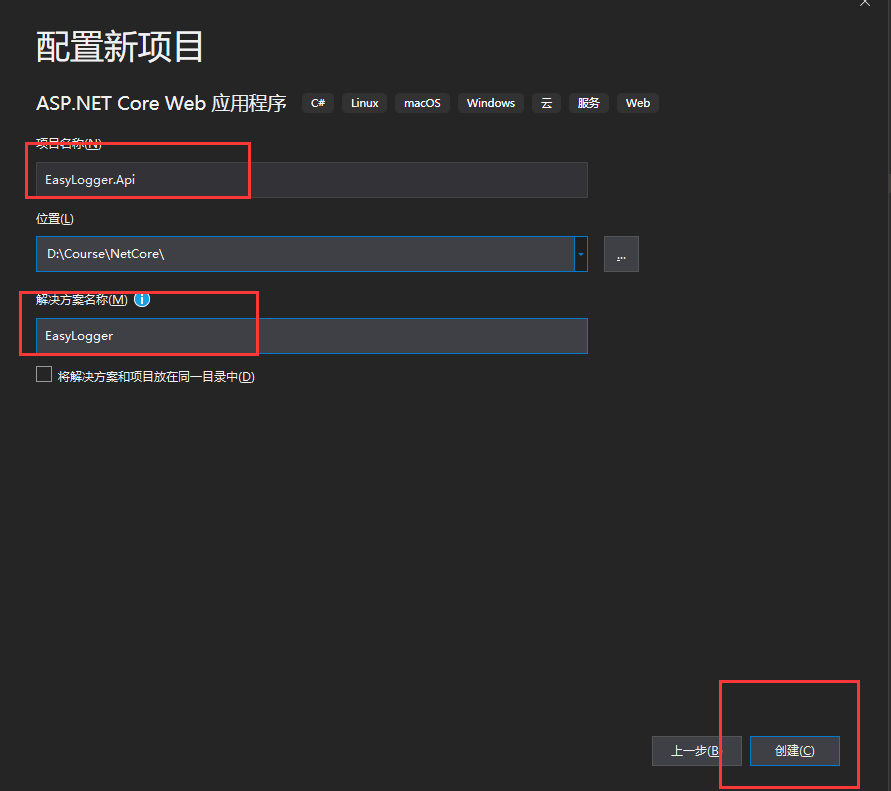 配置新项目
ASP.NET Core Web 应用程序 C# Linux macOS Windows 云 服务 Web
项目名称(N)
EasyLogger.Api
位置(L)
D:\Course\NetCore\
...
解决方案名称(M)
EasyLogger
将解决方案和项目放在同一目录中(D)
上一步(B) 创建(C)